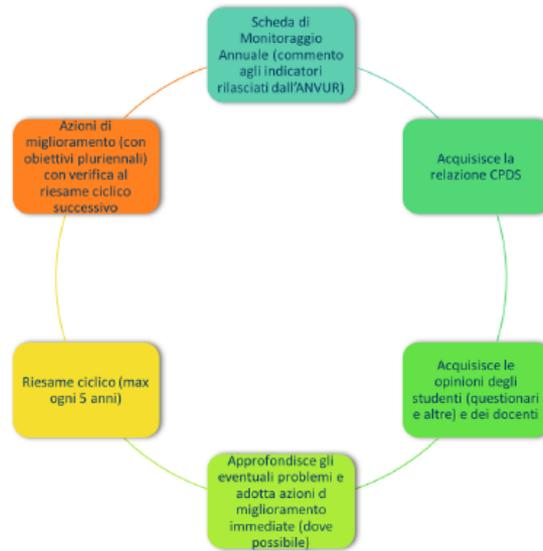 Scheda di
Monitoraggio
Annuale (commento
agli indicatori
rilasciati dall'ANVUR)
Acquisisce la
relazione CPDS
Acquisisce le
opinioni degli
studenti (questionari
e altre) e dei docenti
Approfondisce gli
eventuali problemi e
adotta azioni d
miglioramento
immediate (dove
possibile)
Riesame ciclico (max
ogni 5 anni)
Azioni di
miglioramento (con
obiettivi pluriennali)
con verifica al
riesame ciclico
successivo